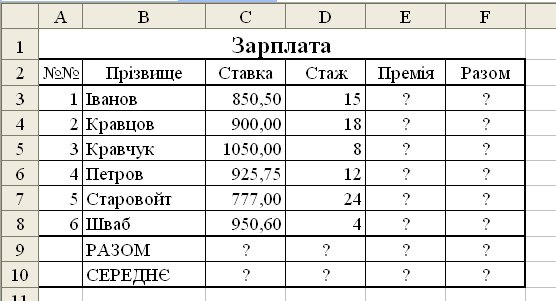 A B C D E F
1 Зарплата
2 №№ Прізвище Ставка Стаж Премія Разом
3 1 Іванов 850,50 15 ? ?
4 2 Кравцов 900,00 18 ? ?
5 3 Кравчук 1050,00 8 ? ?
6 4 Петров 925,75 12 ? ?
7 5 Старовойт 777,00 24 ? ?
8 6 Шваб 950,60 4 ? ?
9 РАЗОМ ? ? ? ?
10 СЕРЕДНЄ ? ? ? ?
11